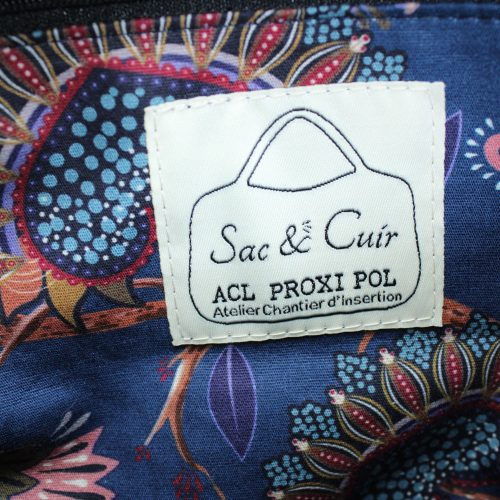 Sac & Cuir
ACL PROXI POL
Atelier Chantier d'Insertion